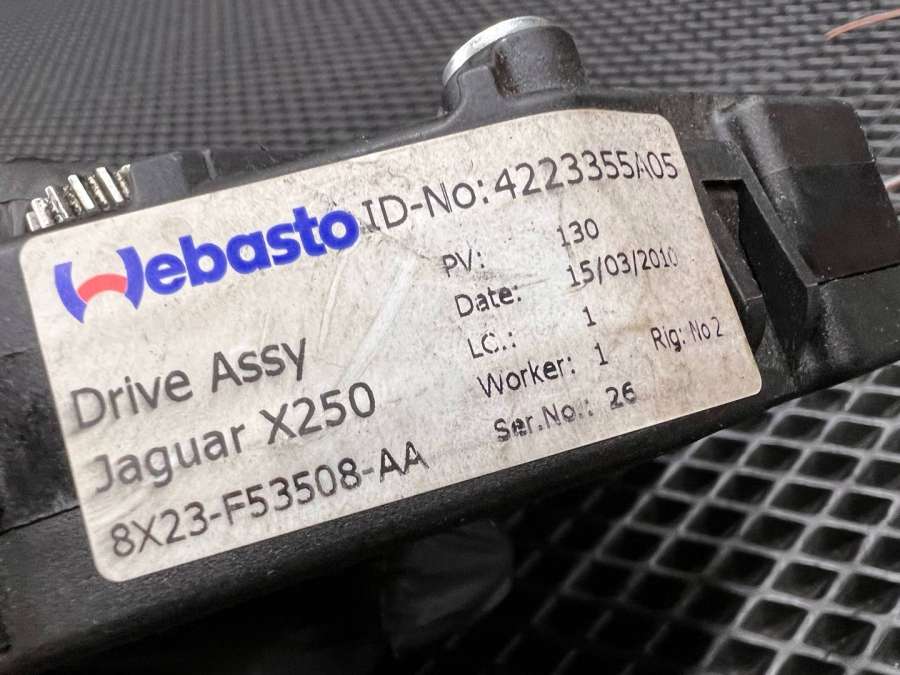 Webasto
ID-No: 4223355A05
PV: 130
Date: 15/03/2010
LC.: 1
Worker: 1 Rig: No 2
Ser.No.: 26
Drive Assy
Jaguar X250
8X23-F53508-AA